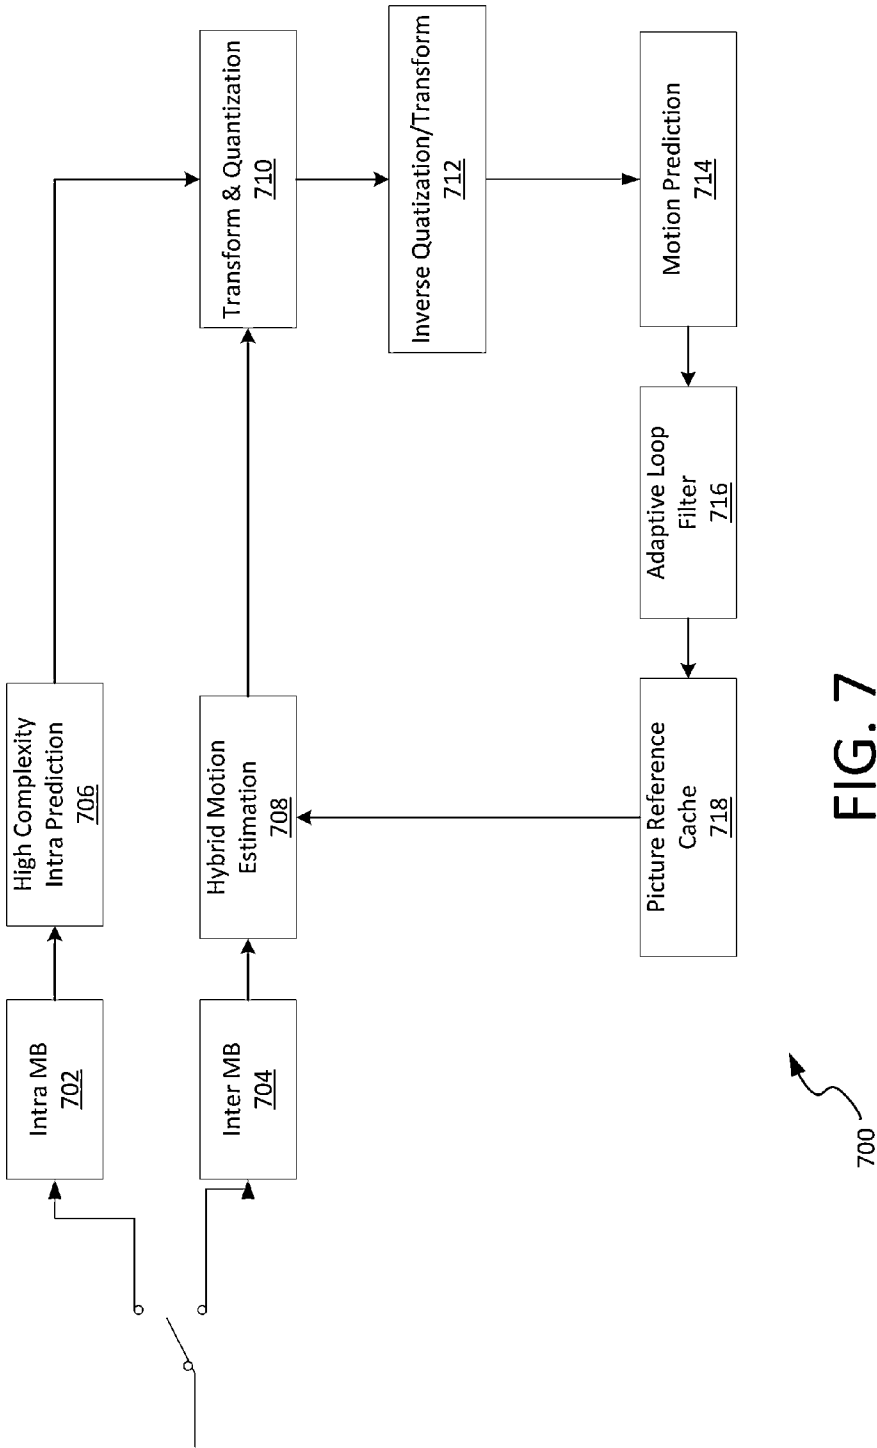 Intra MB
702
High Complexity
Intra Prediction
706
Inter MB
704
Hybrid Motion
Estimation
708
Transform & Quantization
710
Inverse Quatization/Transform
712
Picture Reference
Cache
718
Adaptive Loop
Filter
716
Motion Prediction
714
700
FIG. 7